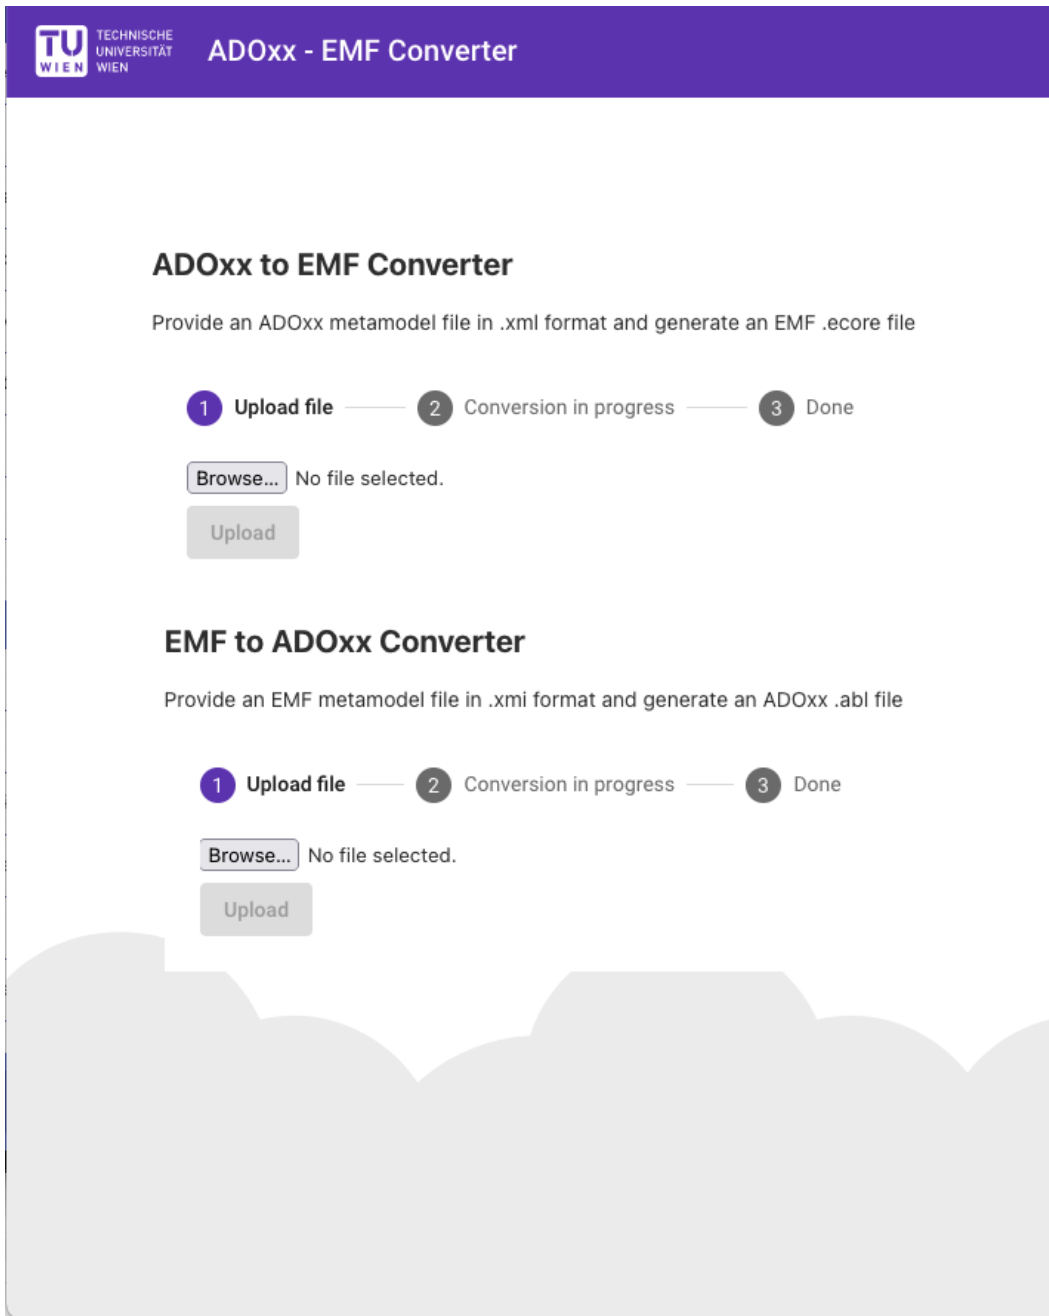 TU WIEN
TECHNISCHE
UNIVERSITÄT
WIEN
ADOxx - EMF Converter
ADOxx to EMF Converter
Provide an ADOxx metamodel file in .xml format and generate an EMF .ecore file
1 Upload file 2 Conversion in progress 3 Done
Browse... No file selected.
Upload
EMF to ADOxx Converter
Provide an EMF metamodel file in .xmi format and generate an ADOxx .abl file
1 Upload file 2 Conversion in progress 3 Done
Browse... No file selected.
Upload